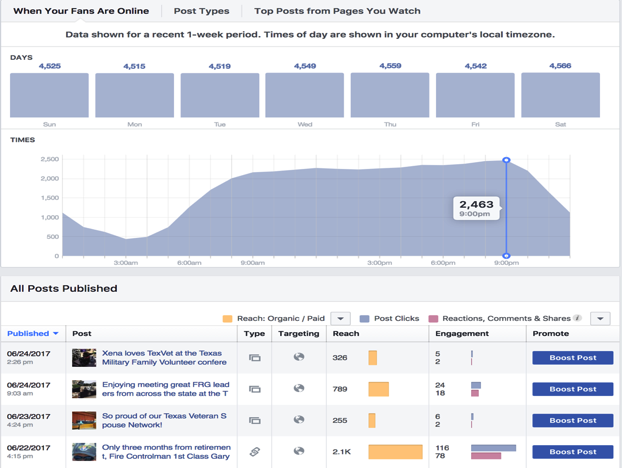 When Your Fans Are Online Post Types Top Posts from Pages You Watch
Data shown for a recent 1-week period. Times of day are shown in your computer's local timezone.
DAYS
4,525 4,515 4,519 4,549 4,559 4,542 4,566
Sun Mon Tue Wed Thu Fri Sat
TIMES
2,500
2,000
1,500
1,000
500
0
2,463
9:00pm
3:00am 6:00am 9:00am 3:00pm 6:00pm 9:00pm
All Posts Published
Reach: Organic / Paid Post Clicks Reactions, Comments & Shares i
Published Post Type Targeting Reach Engagement Promote
06/24/2017
2:26 pm
Xena loves TexVet at the Texas
Military Family Volunteer confere
326
5
2
Boost Post
06/24/2017
9:03 am
Enjoying meeting great FRG lead
ers from across the state at the T
789
24
18
Boost Post
06/23/2017
4:24 pm
So proud of our Texas Veteran S
pouse Network!
255
6
2
Boost Post
06/22/2017
4:15 pm
Only three months from retiremen
t, Fire Controlman 1st Class Gary
2.1K
116
78
Boost Post